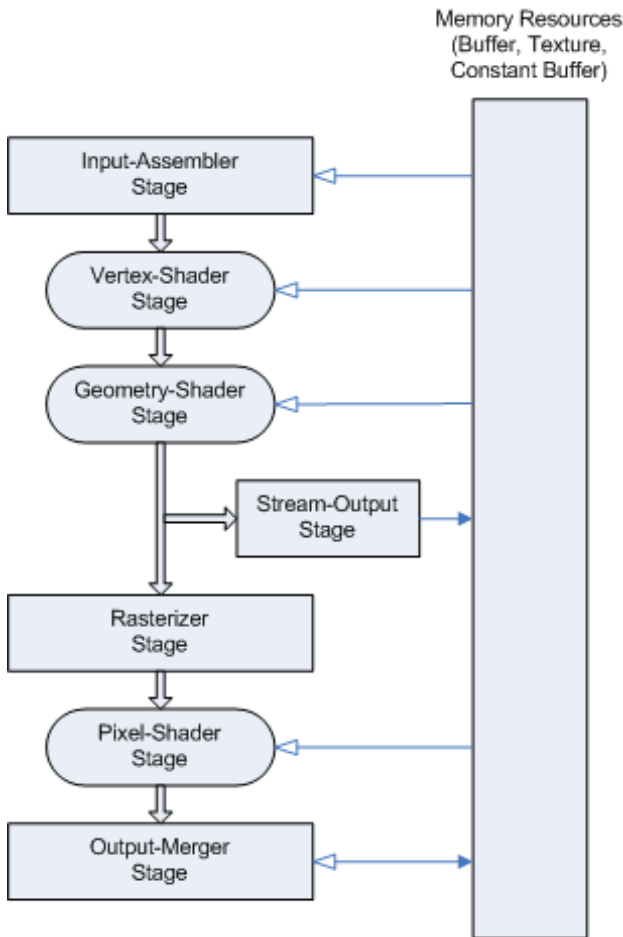 Memory Resources
(Buffer, Texture,
Constant Buffer)
Input-Assembler
Stage
Vertex-Shader
Stage
Geometry-Shader
Stage
Stream-Output
Stage
Rasterizer
Stage
Pixel-Shader
Stage
Output-Merger
Stage